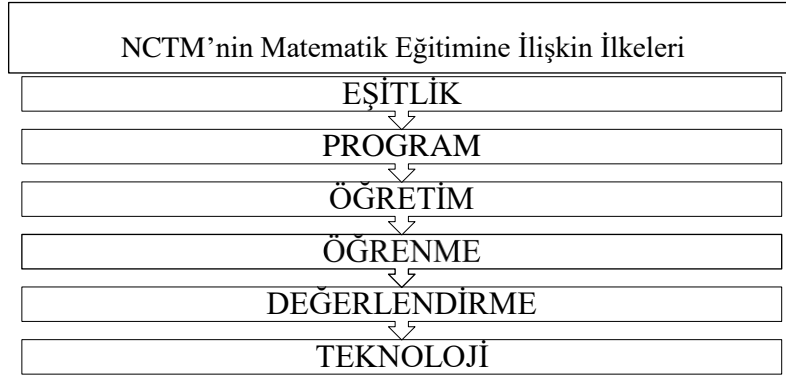 NCTM’nin Matematik Eğitimine İlişkin İlkeleri
EŞİTLİK
PROGRAM
ÖĞRETİM
ÖĞRENME
DEĞERLENDİRME
TEKNOLOJİ